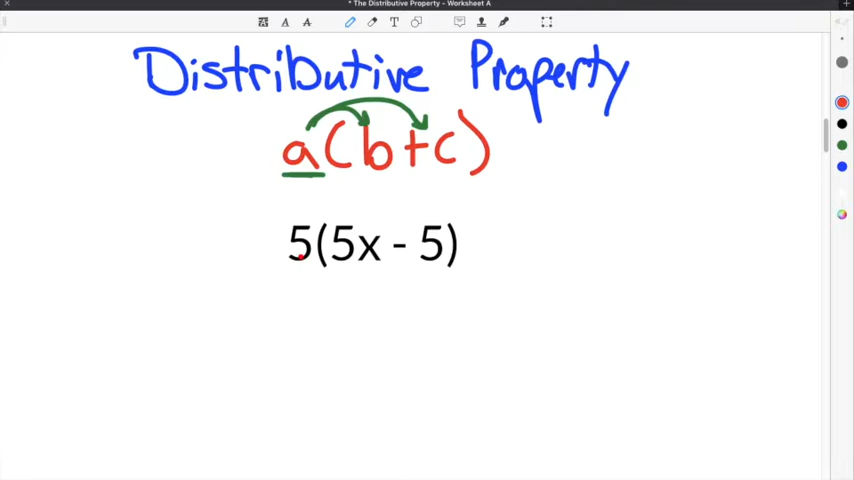 * The Distributive Property - Worksheet A
Distributive Property
a(b+c)
5(5x - 5)